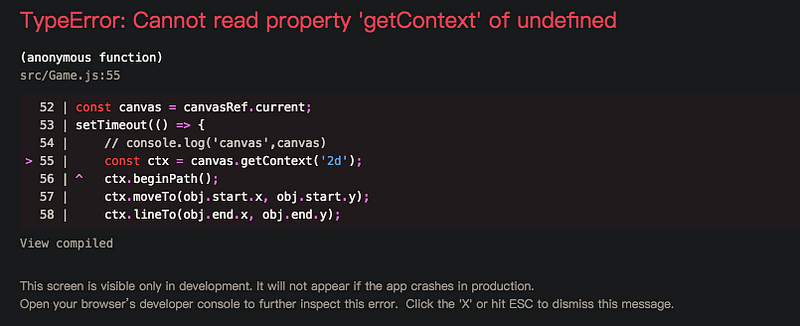 TypeError: Cannot read property 'getContext' of undefined
(anonymous function)
src/Game.js:55
52 | const canvas = canvasRef.current;
53 | setTimeout(() => {
54 |     // console.log('canvas',canvas)
> 55 |     const ctx = canvas.getContext('2d');
56 | ^   ctx.beginPath();
57 |     ctx.moveTo(obj.start.x, obj.start.y);
58 |     ctx.lineTo(obj.end.x, obj.end.y);
View compiled
This screen is visible only in development. It will not appear if the app crashes in production.
Open your browser's developer console to further inspect this error.  Click the 'X' or hit ESC to dismiss this message.